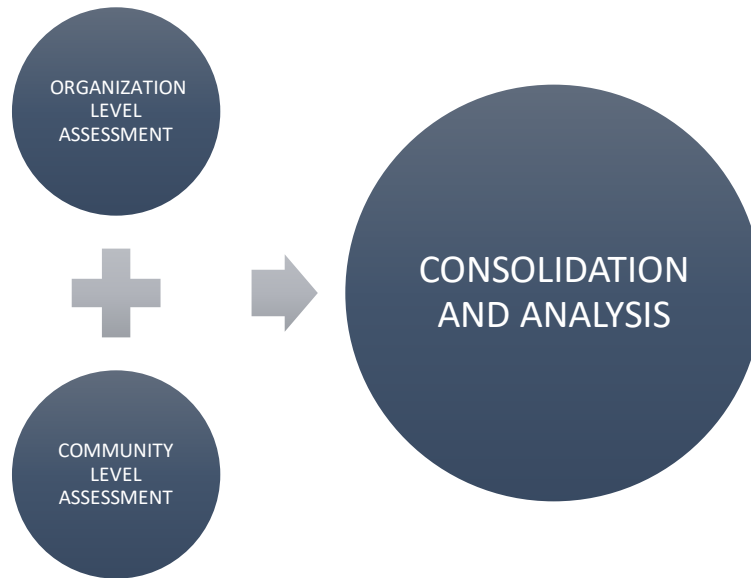 ORGANIZATION
LEVEL
ASSESSMENT
COMMUNITY
LEVEL
ASSESSMENT
CONSOLIDATION
AND ANALYSIS